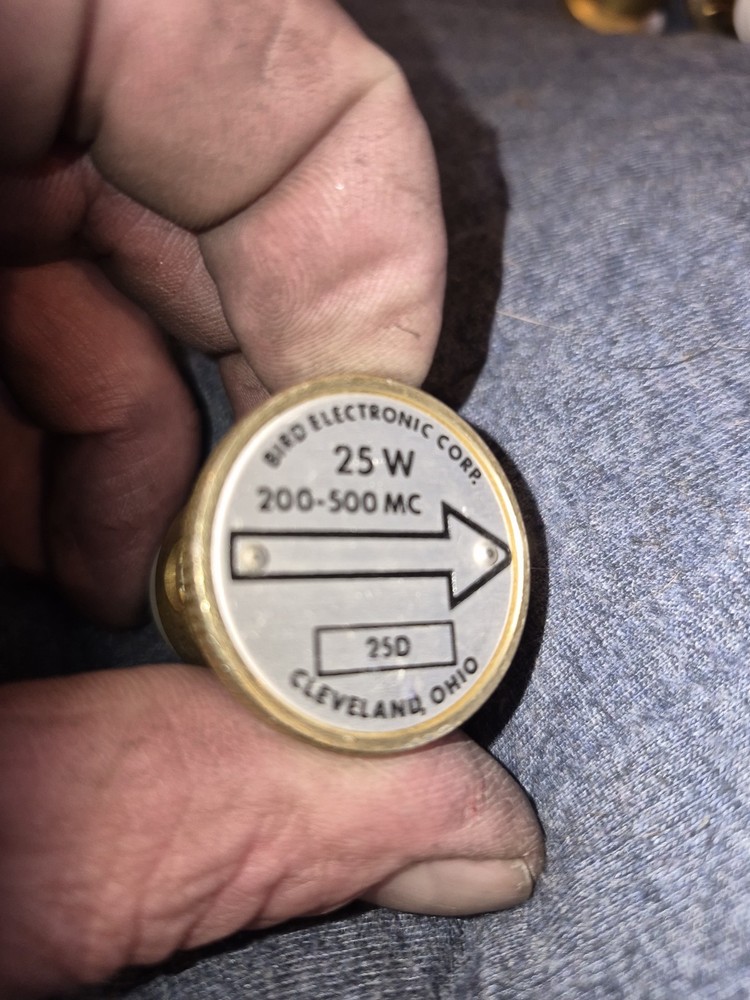 BIRD ELECTRONIC CORP.
25 W
200-500 MC
25D
CLEVELAND, OHIO